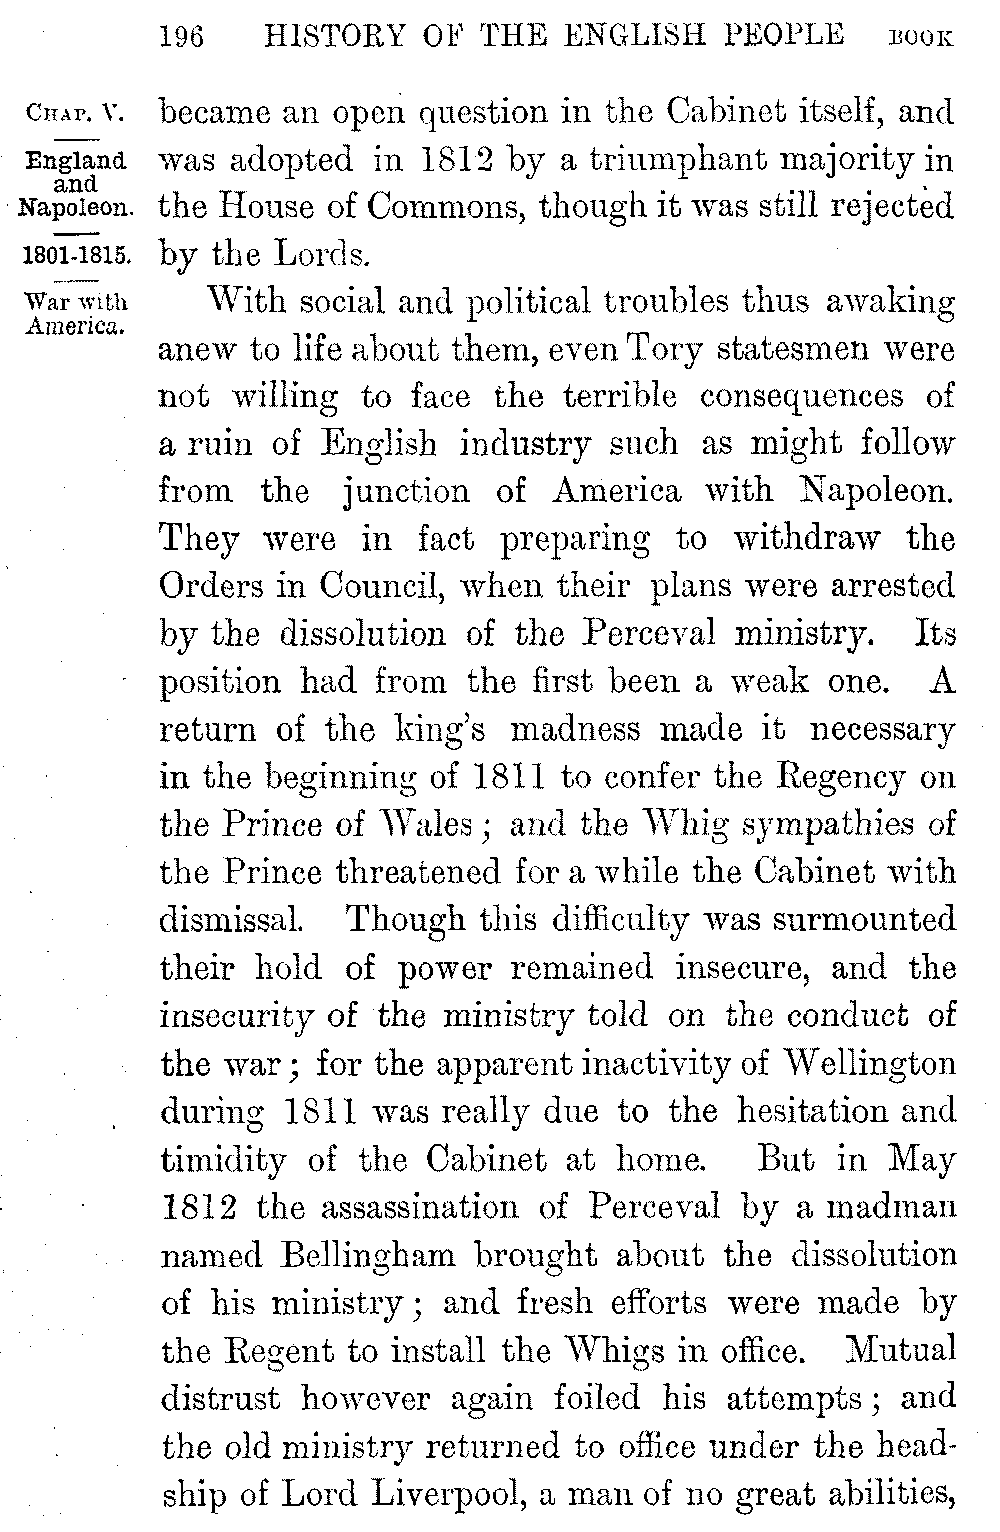 196 HISTORY OF THE ENGLISH PEOPLE BOOK
CHAP. V.
England
and
Napoleon.
1801-1815.
War with
America.
became an open question in the Cabinet itself, and
was adopted in 1812 by a triumphant majority in
the House of Commons, though it was still rejected
by the Lords.
With social and political troubles thus awaking
anew to life about them, even Tory statesmen were
not willing to face the terrible consequences of
a ruin of English industry such as might follow
from the junction of America with Napoleon.
They were in fact preparing to withdraw the
Orders in Council, when their plans were arrested
by the dissolution of the Perceval ministry. Its
position had from the first been a weak one. A
return of the king's madness made it necessary
in the beginning of 1811 to confer the Regency on
the Prince of Wales; and the Whig sympathies of
the Prince threatened for a while the Cabinet with
dismissal. Though this difficulty was surmounted
their hold of power remained insecure, and the
insecurity of the ministry told on the conduct of
the war; for the apparent inactivity of Wellington
during 1811 was really due to the hesitation and
timidity of the Cabinet at home. But in May
1812 the assassination of Perceval by a madman
named Bellingham brought about the dissolution
of his ministry; and fresh efforts were made by
the Regent to install the Whigs in office. Mutual
distrust however again foiled his attempts; and
the old ministry returned to office under the head-
ship of Lord Liverpool, a man of no great abilities,